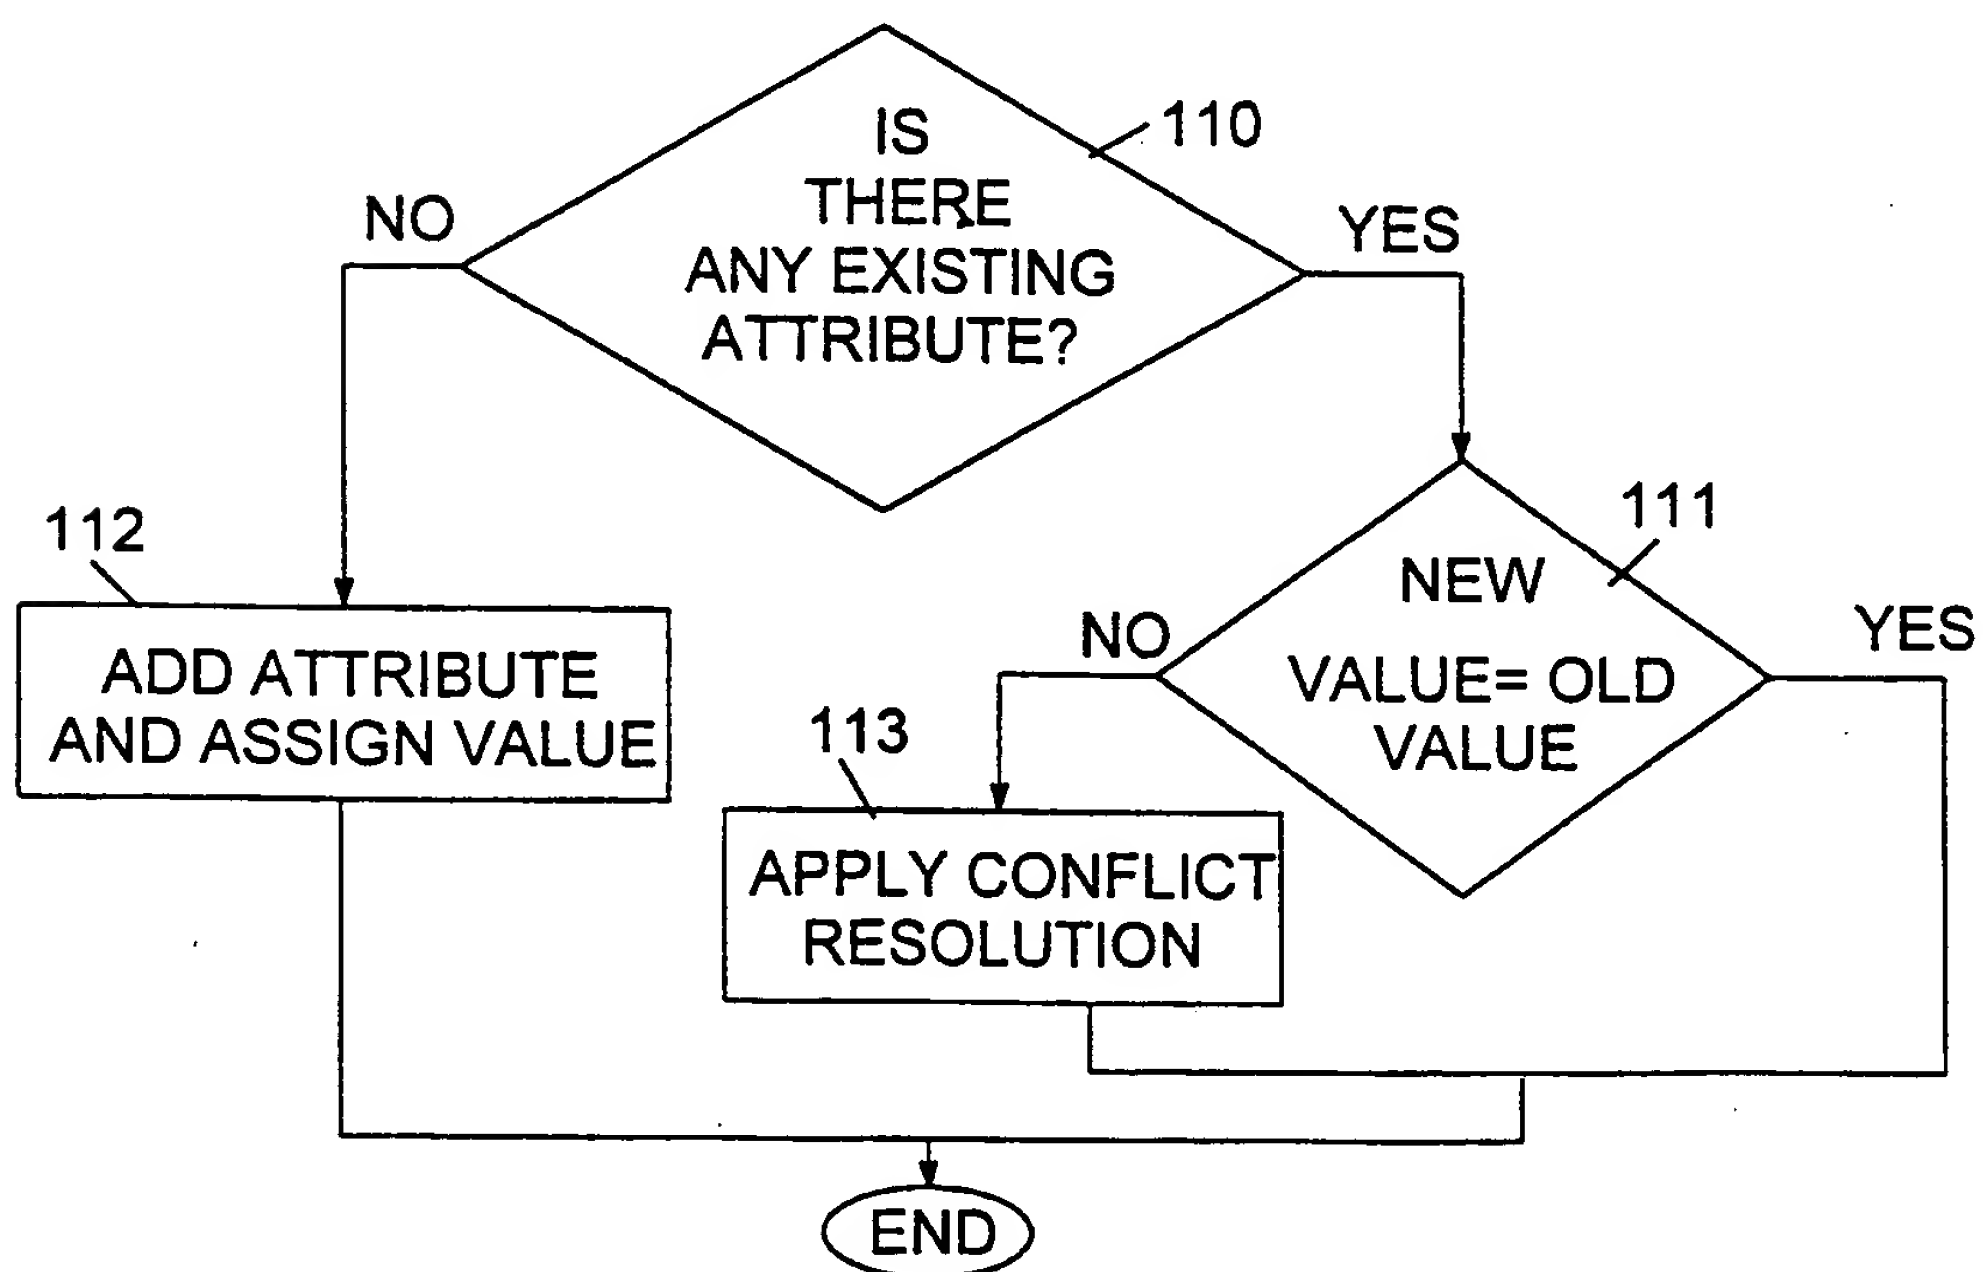 IS
THERE
ANY EXISTING
ATTRIBUTE?
110
NO
YES
112
ADD ATTRIBUTE
AND ASSIGN VALUE
111
NEW
VALUE= OLD
VALUE
NO
YES
113
APPLY CONFLICT
RESOLUTION
END